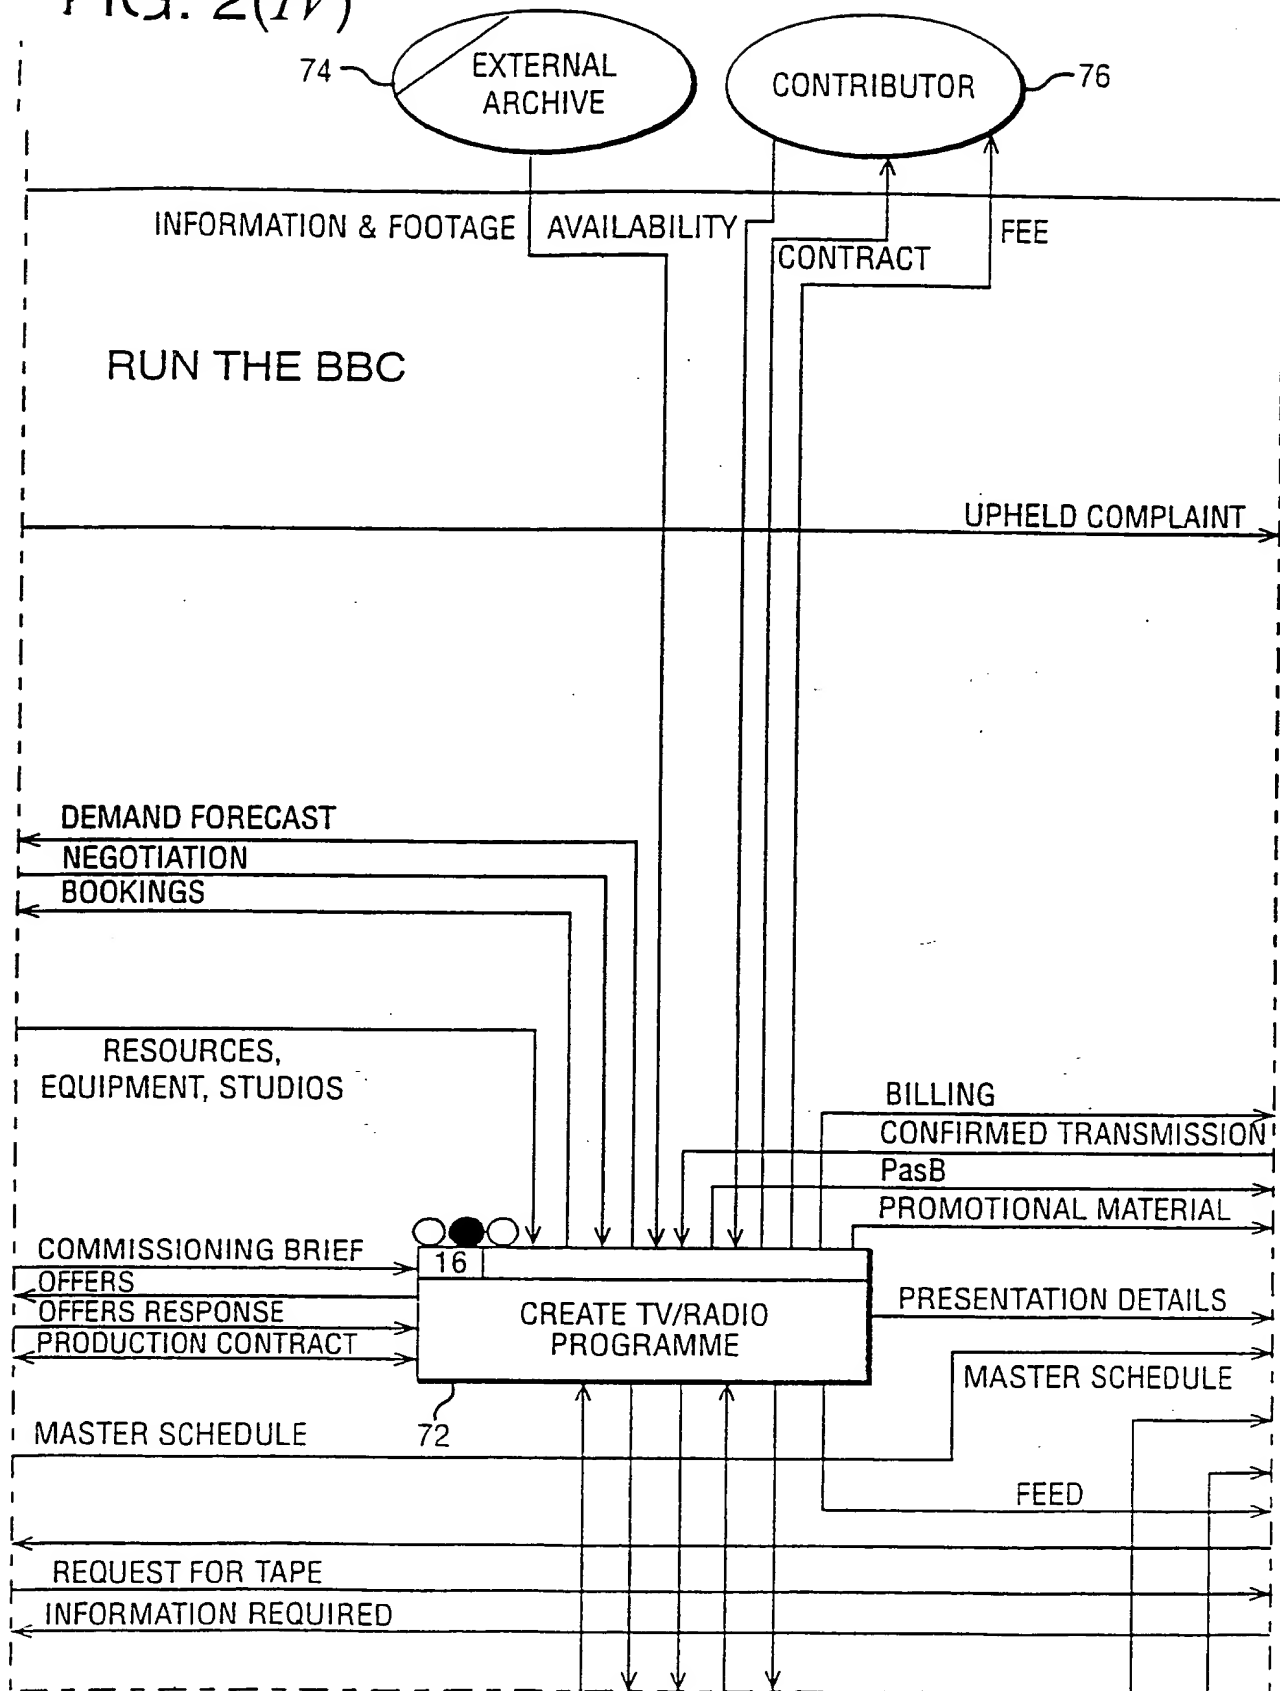 FIG. 2(IV)
74
EXTERNAL
ARCHIVE
CONTRIBUTOR
76
INFORMATION & FOOTAGE
AVAILABILITY
FEE
CONTRACT
RUN THE BBC
UPHELD COMPLAINT
DEMAND FORECAST
NEGOTIATION
BOOKINGS
RESOURCES,
EQUIPMENT, STUDIOS
BILLING
CONFIRMED TRANSMISSION
PasB
PROMOTIONAL MATERIAL
COMMISSIONING BRIEF
16
OFFERS
OFFERS RESPONSE
PRODUCTION CONTRACT
CREATE TV/RADIO
PROGRAMME
PRESENTATION DETAILS
MASTER SCHEDULE
72
MASTER SCHEDULE
FEED
REQUEST FOR TAPE
INFORMATION REQUIRED